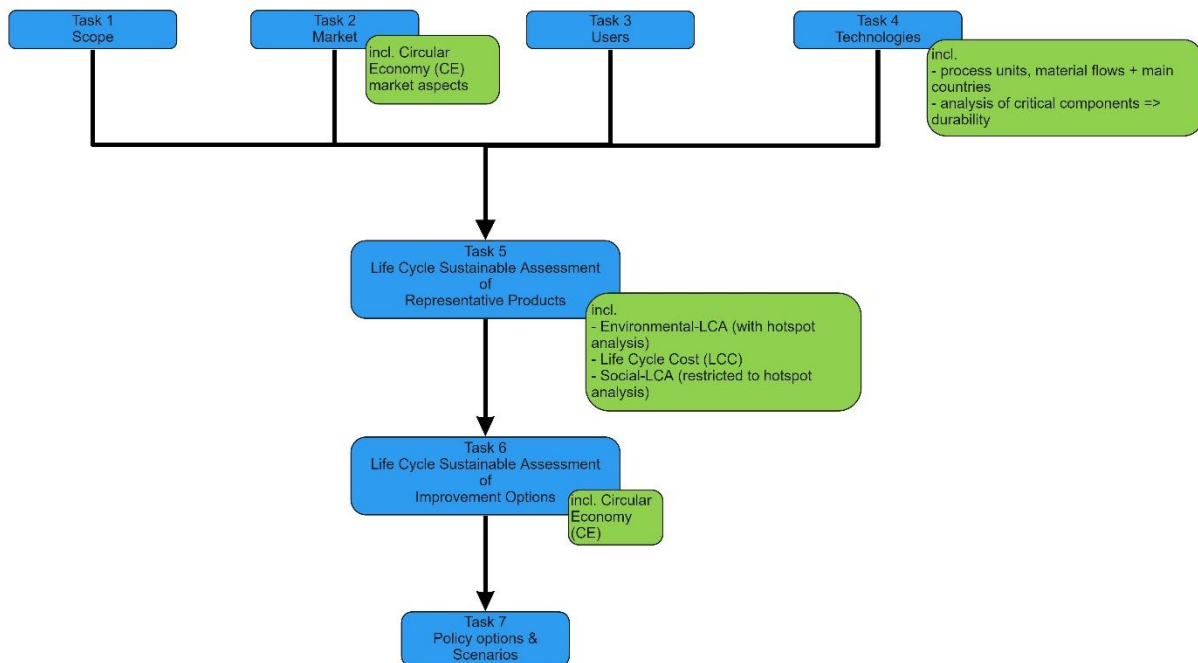 Task 1
Scope
Task 2
Market
incl. Circular
Economy (CE)
market aspects
Task 3
Users
Task 4
Technologies
incl.
- process units, material flows + main
countries
- analysis of critical components =>
durability
Task 5
Life Cycle Sustainable Assessment
of
Representative Products
incl.
- Environmental-LCA (with hotspot
analysis)
- Life Cycle Cost (LCC)
- Social-LCA (restricted to hotspot
analysis)
Task 6
Life Cycle Sustainable Assessment
of
Improvement Options
incl. Circular
Economy
(CE)
Task 7
Policy options &
Scenarios